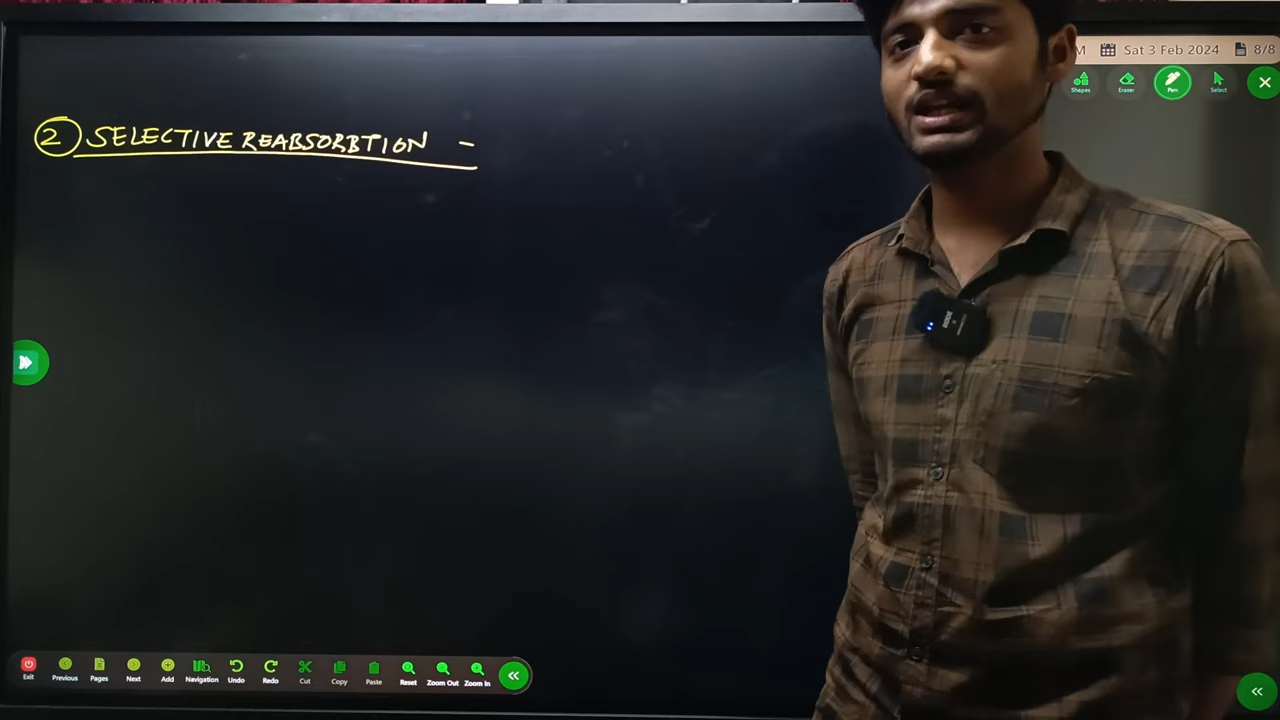 M Sat 3 Feb 2024 8/8
Shapes Eraser Pen Select
② SELECTIVE REABSORBTION -
Exit Previous Pages Next Add Navigation Undo Redo Cut Copy Paste Reset Zoom Out Zoom In